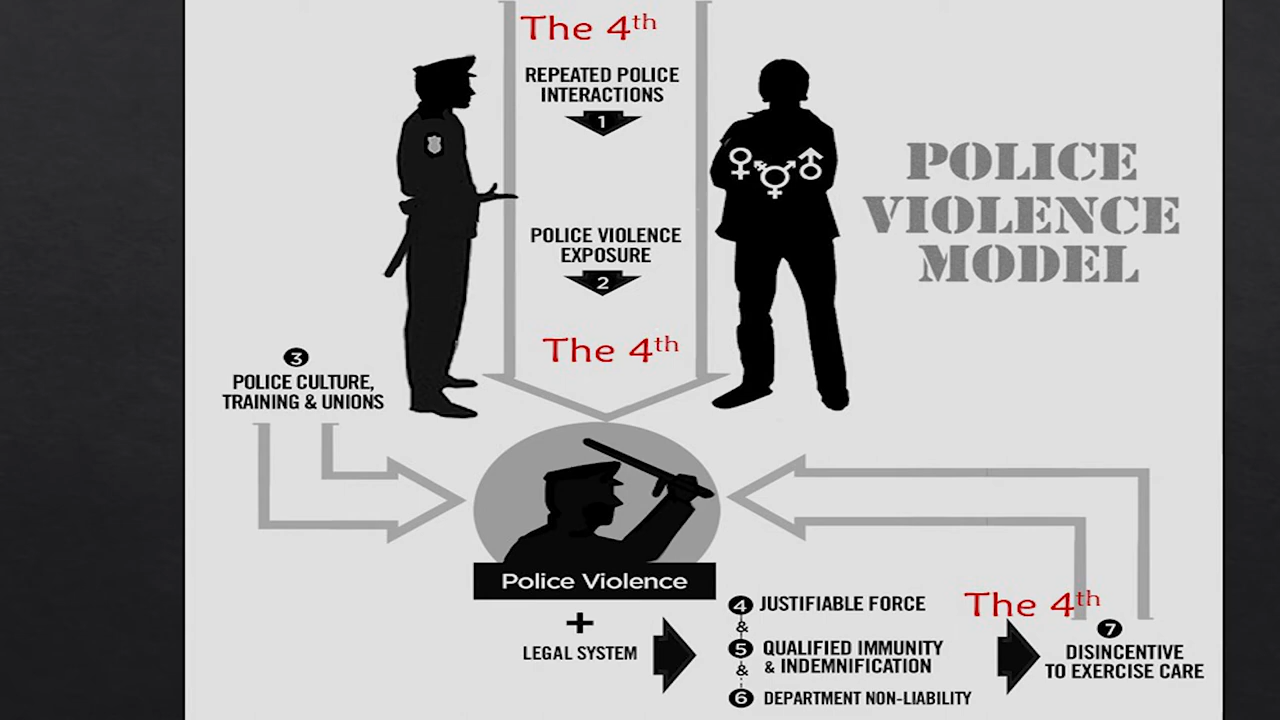 The 4th
REPEATED POLICE
INTERACTIONS
1
POLICE
VIOLENCE
MODEL
POLICE VIOLENCE
EXPOSURE
2
The 4th
3
POLICE CULTURE,
TRAINING & UNIONS
Police Violence
+
LEGAL SYSTEM
4 JUSTIFIABLE FORCE
&
5 QUALIFIED IMMUNITY
& & INDEMNIFICATION
6 DEPARTMENT NON-LIABILITY
The 4th
7
DISINCENTIVE
TO EXERCISE CARE